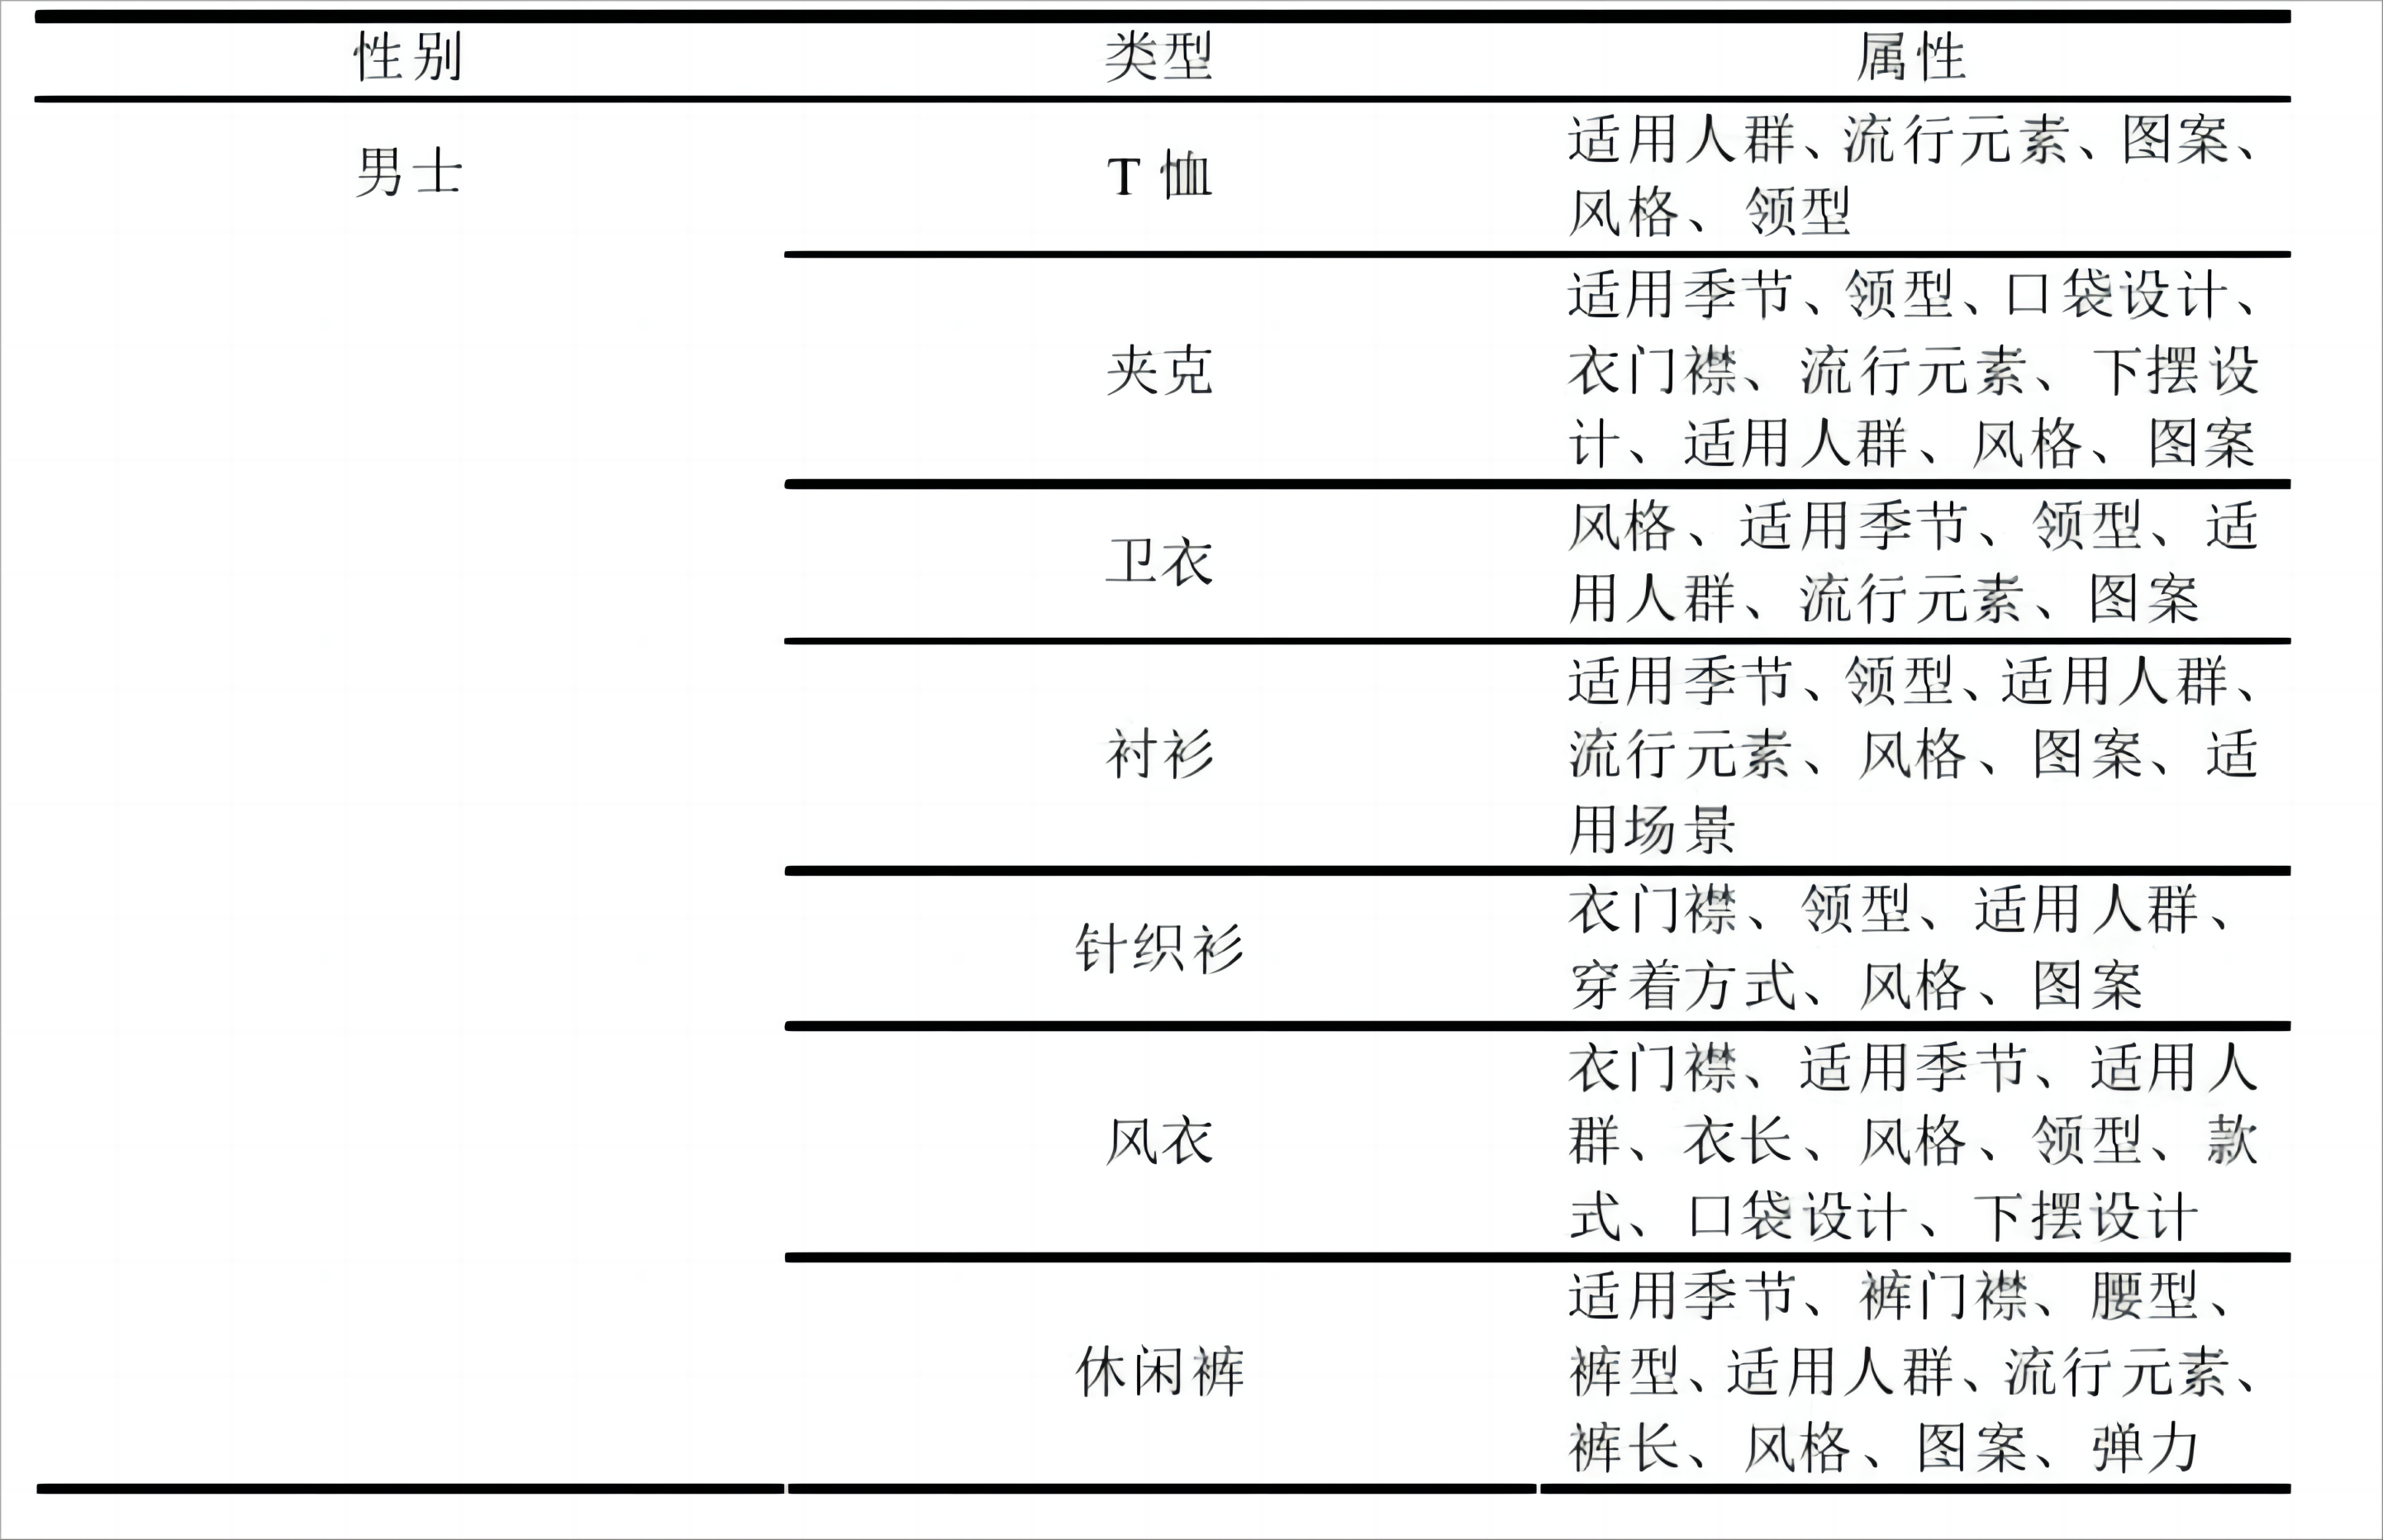 性别 类型 属性
男士 T 恤 适用人群、流行元素、图案、
风格、领型
夹克 适用季节、领型、口袋设计、
衣门襟、流行元素、下摆设
计、适用人群、风格、图案
卫衣 风格、适用季节、领型、适
用人群、流行元素、图案
衬衫 适用季节、领型、适用人群、
流行元素、风格、图案、适
用场景
针织衫 衣门襟、领型、适用人群、
穿着方式、风格、图案
风衣 衣门襟、适用季节、适用人
群、衣长、风格、领型、款
式、口袋设计、下摆设计
休闲裤 适用季节、裤门襟、腰型、
裤型、适用人群、流行元素、
裤长、风格、图案、弹力